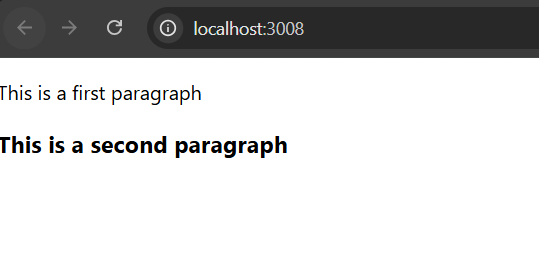 localhost:3008
This is a first paragraph
This is a second paragraph